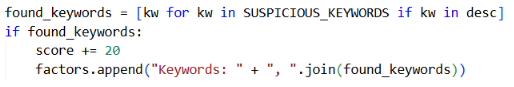 found_keywords = [kw for kw in SUSPICIOUS_KEYWORDS if kw in desc]
if found_keywords:
    score += 20
    factors.append("Keywords: " + ", ".join(found_keywords))